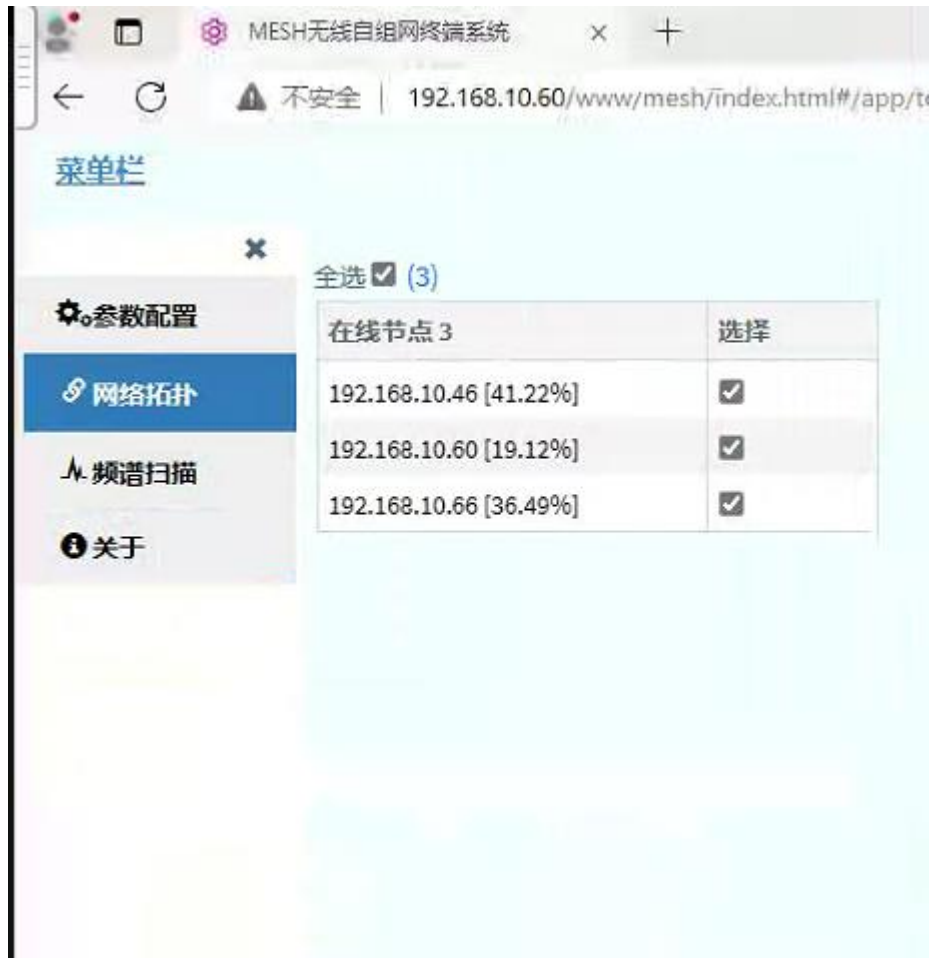 MESH无线自组网终端系统
不安全 | 192.168.10.60/www/mesh/index.html#/app/t
菜单栏
全选 (3)
参数配置
在线节点 3 选择
网络拓扑
192.168.10.46 [41.22%]
192.168.10.60 [19.12%]
频谱扫描
192.168.10.66 [36.49%]
关于